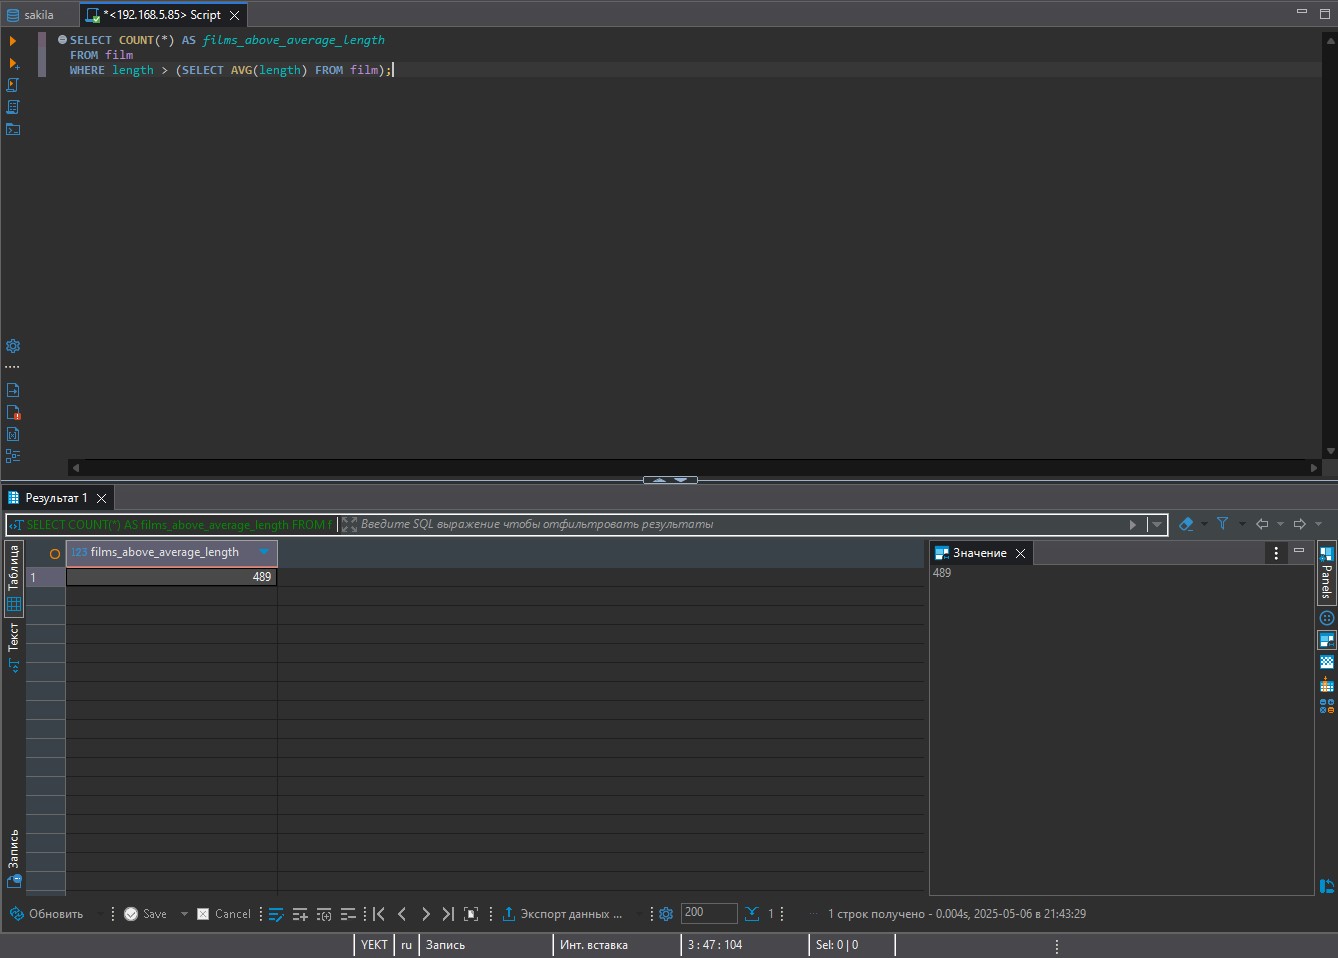 sakila
*<192.168.5.85> Script
SELECT COUNT(*) AS films_above_average_length
FROM film
WHERE length > (SELECT AVG(length) FROM film);
Результат 1
SELECT COUNT(*) AS films_above_average_length FROM f
Введите SQL выражение чтобы отфильтровать результаты
Таблица
Текст
Запись
123 films_above_average_length
1 489
Значение
489
Panels
Обновить Save Cancel Экспорт данных ... 200 1 1 строк получено - 0.004s, 2025-05-06 в 21:43:29
YEKT ru Запись Инт. вставка 3 : 47 : 104 Sel: 0 | 0